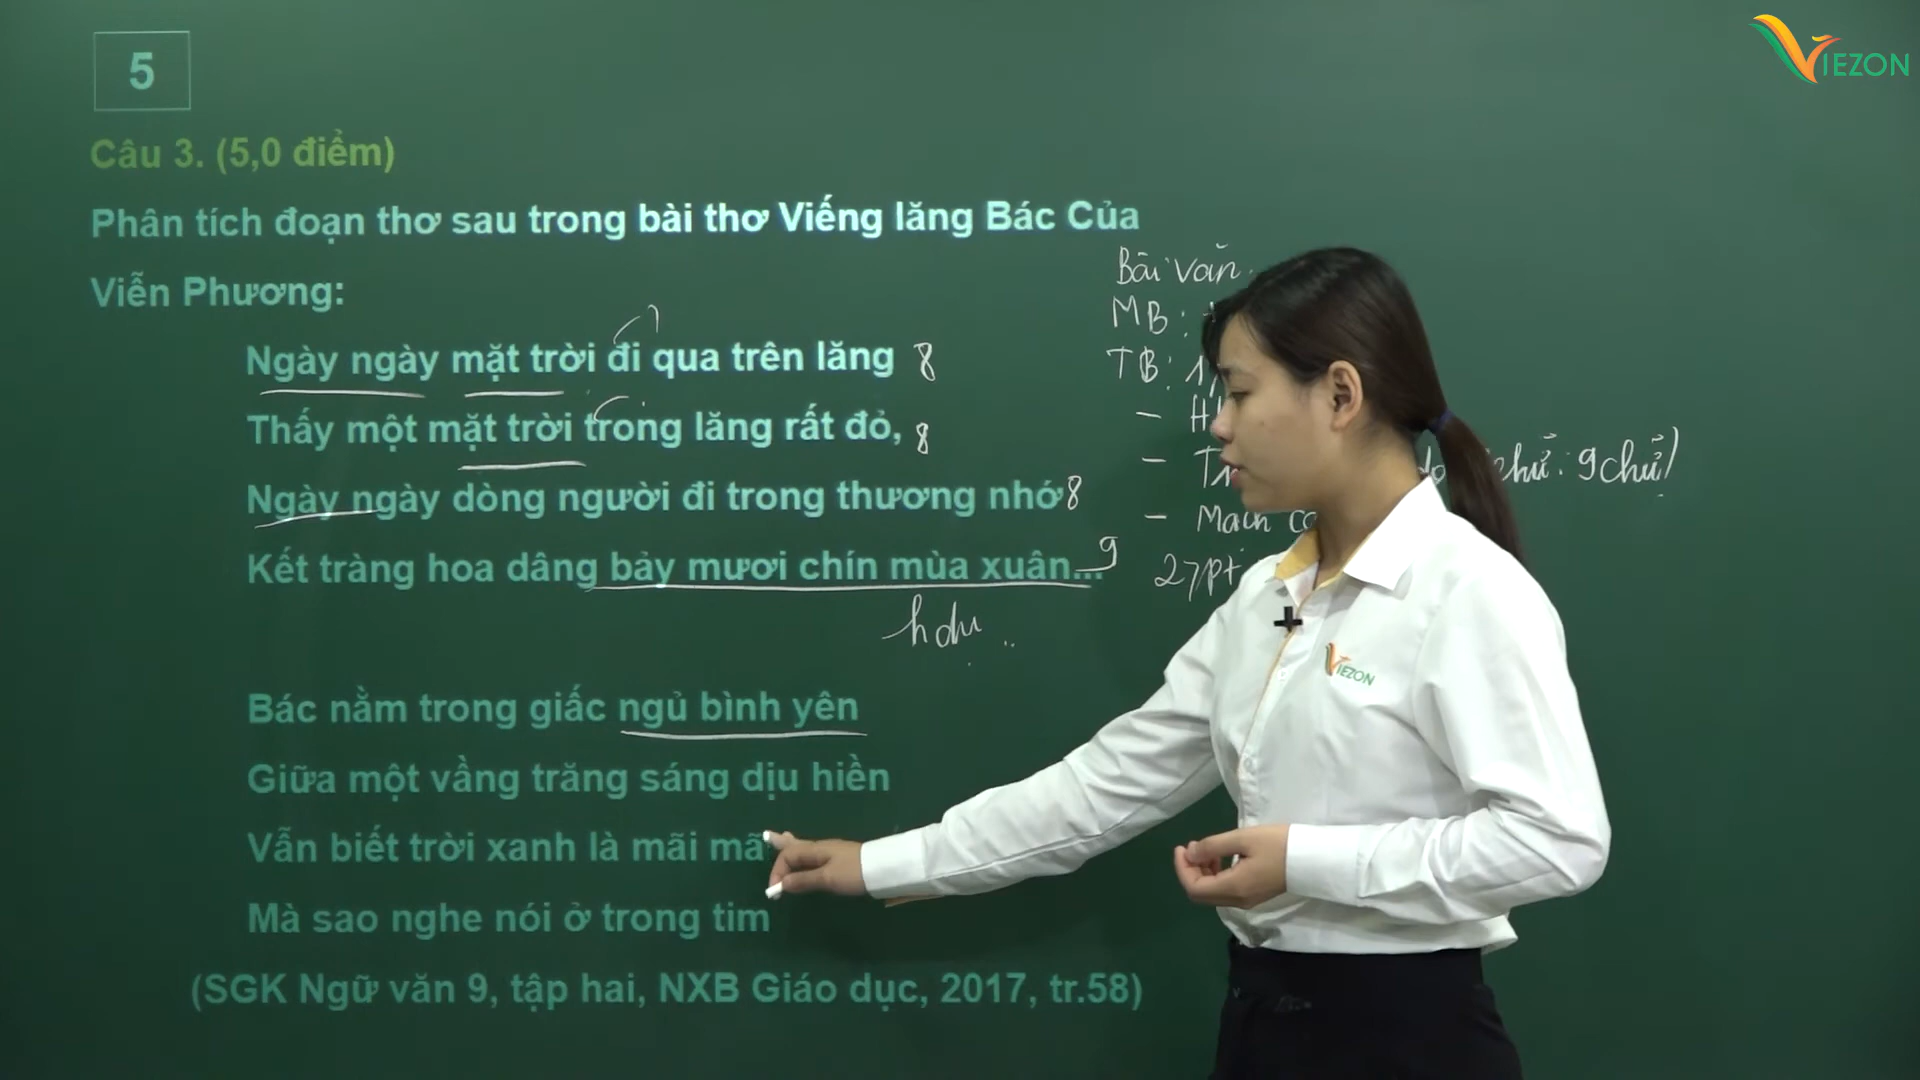 5
VIEZON
Câu 3. (5,0 điểm)
Phân tích đoạn thơ sau trong bài thơ Viếng lăng Bác Của
Viễn Phương:
Ngày ngày mặt trời đi qua trên lăng 8
Thấy một mặt trời trong lăng rất đỏ, 8
Ngày ngày dòng người đi trong thương nhớ 8
Kết tràng hoa dâng bảy mươi chín mùa xuân... 9
Bác nằm trong giấc ngủ bình yên
Giữa một vầng trăng sáng dịu hiền
Vẫn biết trời xanh là mãi mã
Mà sao nghe nói ở trong tim
(SGK Ngữ văn 9, tập hai, NXB Giáo dục, 2017, tr.58)
Bài văn
MB:
TB: 1,
-
-
9 chữ)
- Mạch
VIEZON